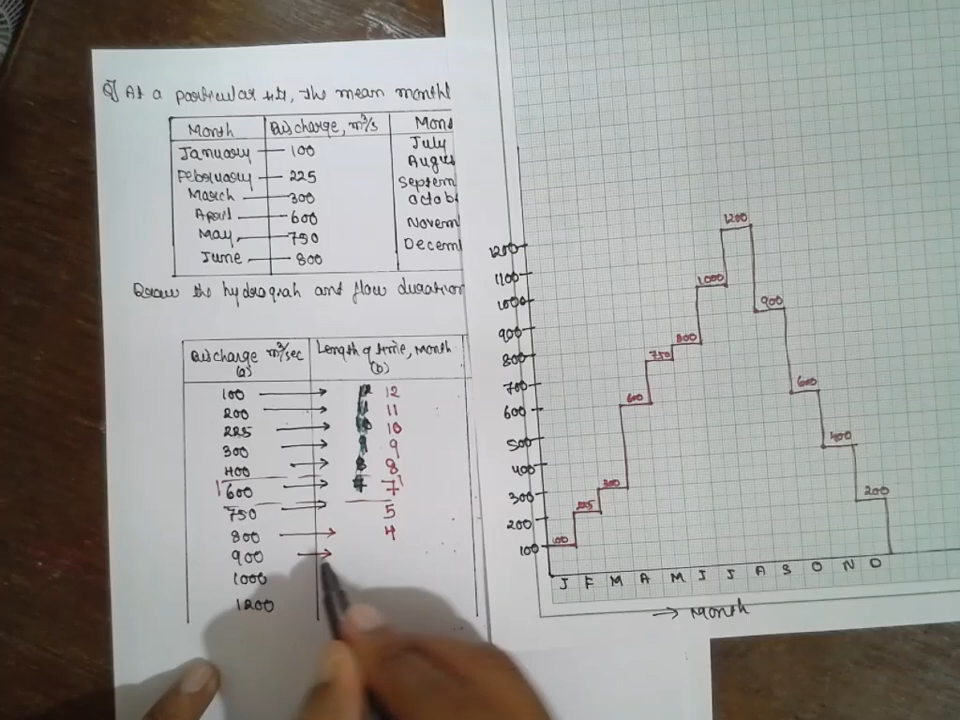 Q] At a particular site, the mean monthl
Month Discharge, m³/s Mon
January 100 July
February 225 Augus
March 300 Septem
April 600 Octob
May 750 Novem
June 800 Decem
Draw the hydrograh and flow duration
Discharge m³/sec Length of time, Month
(a) (b)
100 12
200 11
225 10
300 9
400 8
600 7
750 5
800 4
900
1000
1200
1200
1100
1000
900
800
700
600
500
400
300
200
100
100 225 300 600 750 800 1000 1200 900 600 400 200
J F M A M J J A S O N D
→ Month